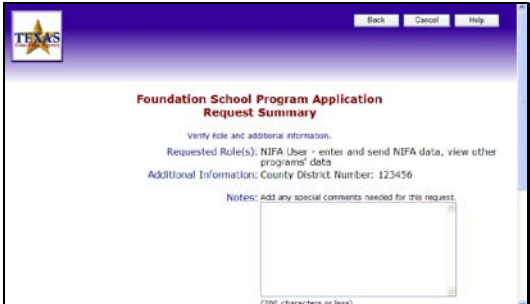 Back Cancel Help
TEXAS
Education Agency
Foundation School Program Application
Request Summary
Verify Role and additional information.
Requested Role(s): NIFA User - enter and send NIFA data, view other
programs' data
Additional Information: County District Number: 123456
Notes: Add any special comments needed for this request.
(200 characters or less)